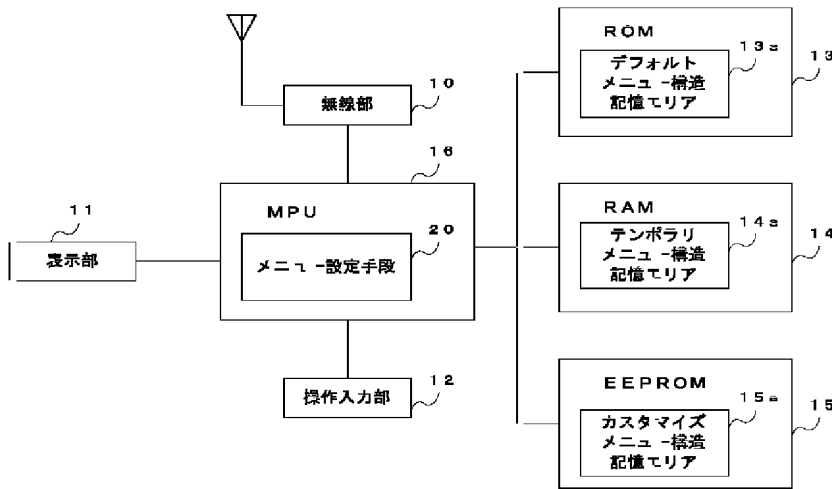 ROM
13a
デフォルト
メニュー構造
記憶エリア
13
無線部
10
16
MPU
20
メニュー設定手段
11
表示部
RAM
14a
テンポラリ
メニュー構造
記憶エリア
14
操作入力部
12
EEPROM
15a
カスタマイズ
メニュー構造
記憶エリア
15